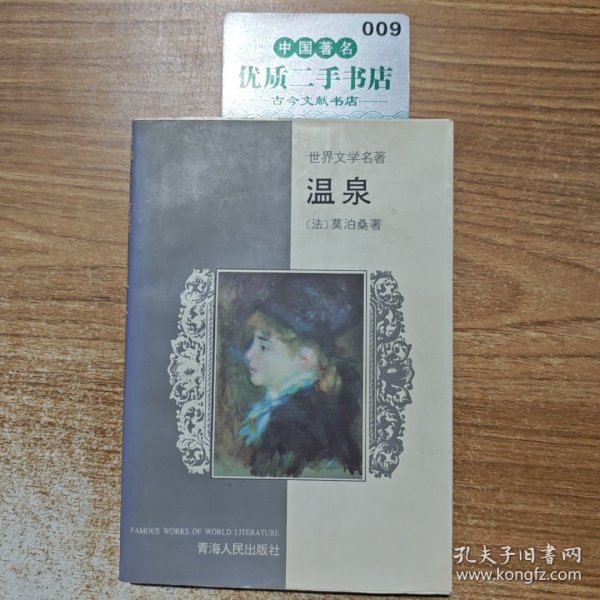 009
中国著名
优质二手书店
古今文献书店
世界文学名著
温泉
〔法〕莫泊桑著
FAMOUS WORKS OF WORLD LITERATURE
青海人民出版社
孔夫子旧书网
www.kongfz.com